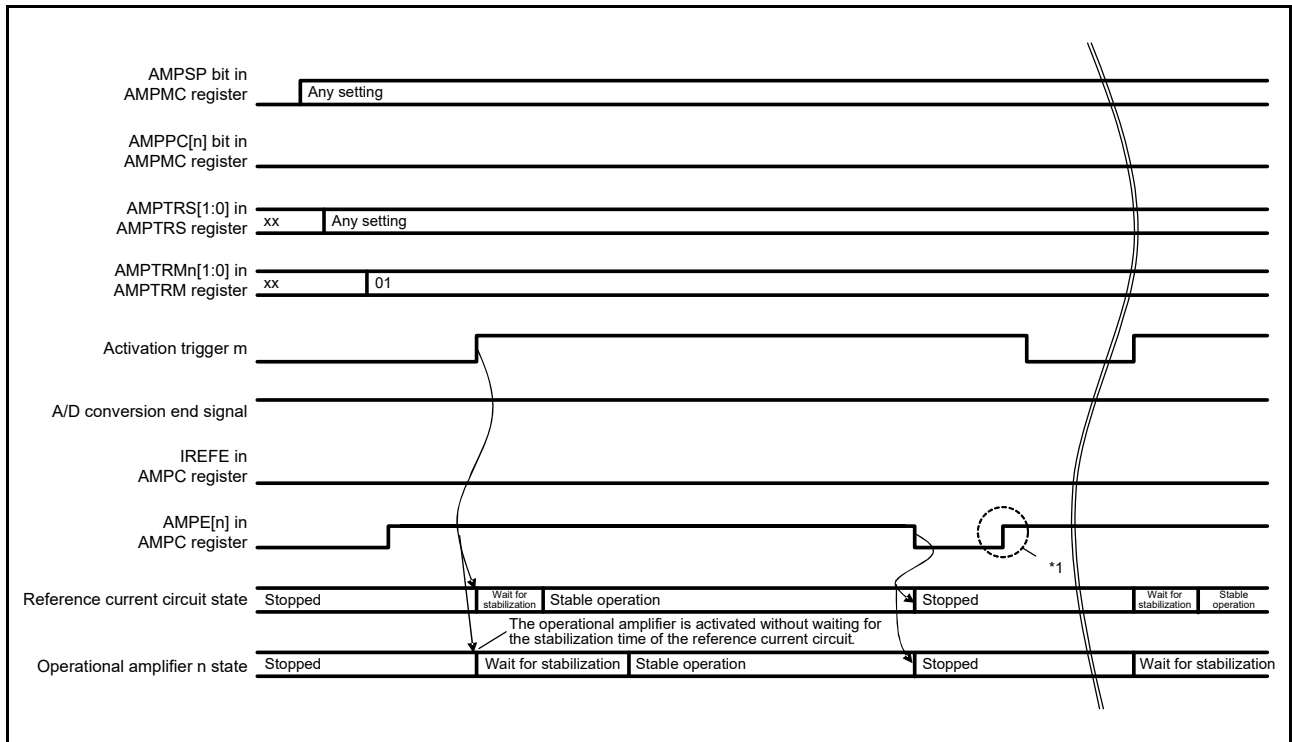 AMPSP bit in
AMPMC register
Any setting
AMPPC[n] bit in
AMPMC register
AMPTRS[1:0] in
AMPTRS register
xx
Any setting
AMPTRMn[1:0] in
AMPTRM register
xx
01
Activation trigger m
A/D conversion end signal
IREFE in
AMPC register
AMPE[n] in
AMPC register
*1
Reference current circuit state
Stopped
Wait for
stabilization
Stable operation
Stopped
Wait for
stabilization
Stable
operation
The operational amplifier is activated without waiting for
the stabilization time of the reference current circuit.
Operational amplifier n state
Stopped
Wait for stabilization
Stable operation
Stopped
Wait for stabilization